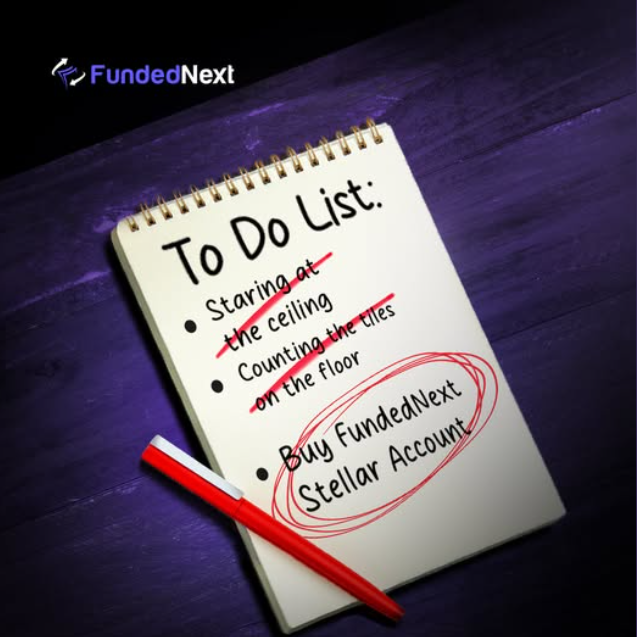 FundedNext
To Do List:
• Staring at
the ceiling
• Counting the tiles
on the floor
• Buy FundedNext
Stellar Account